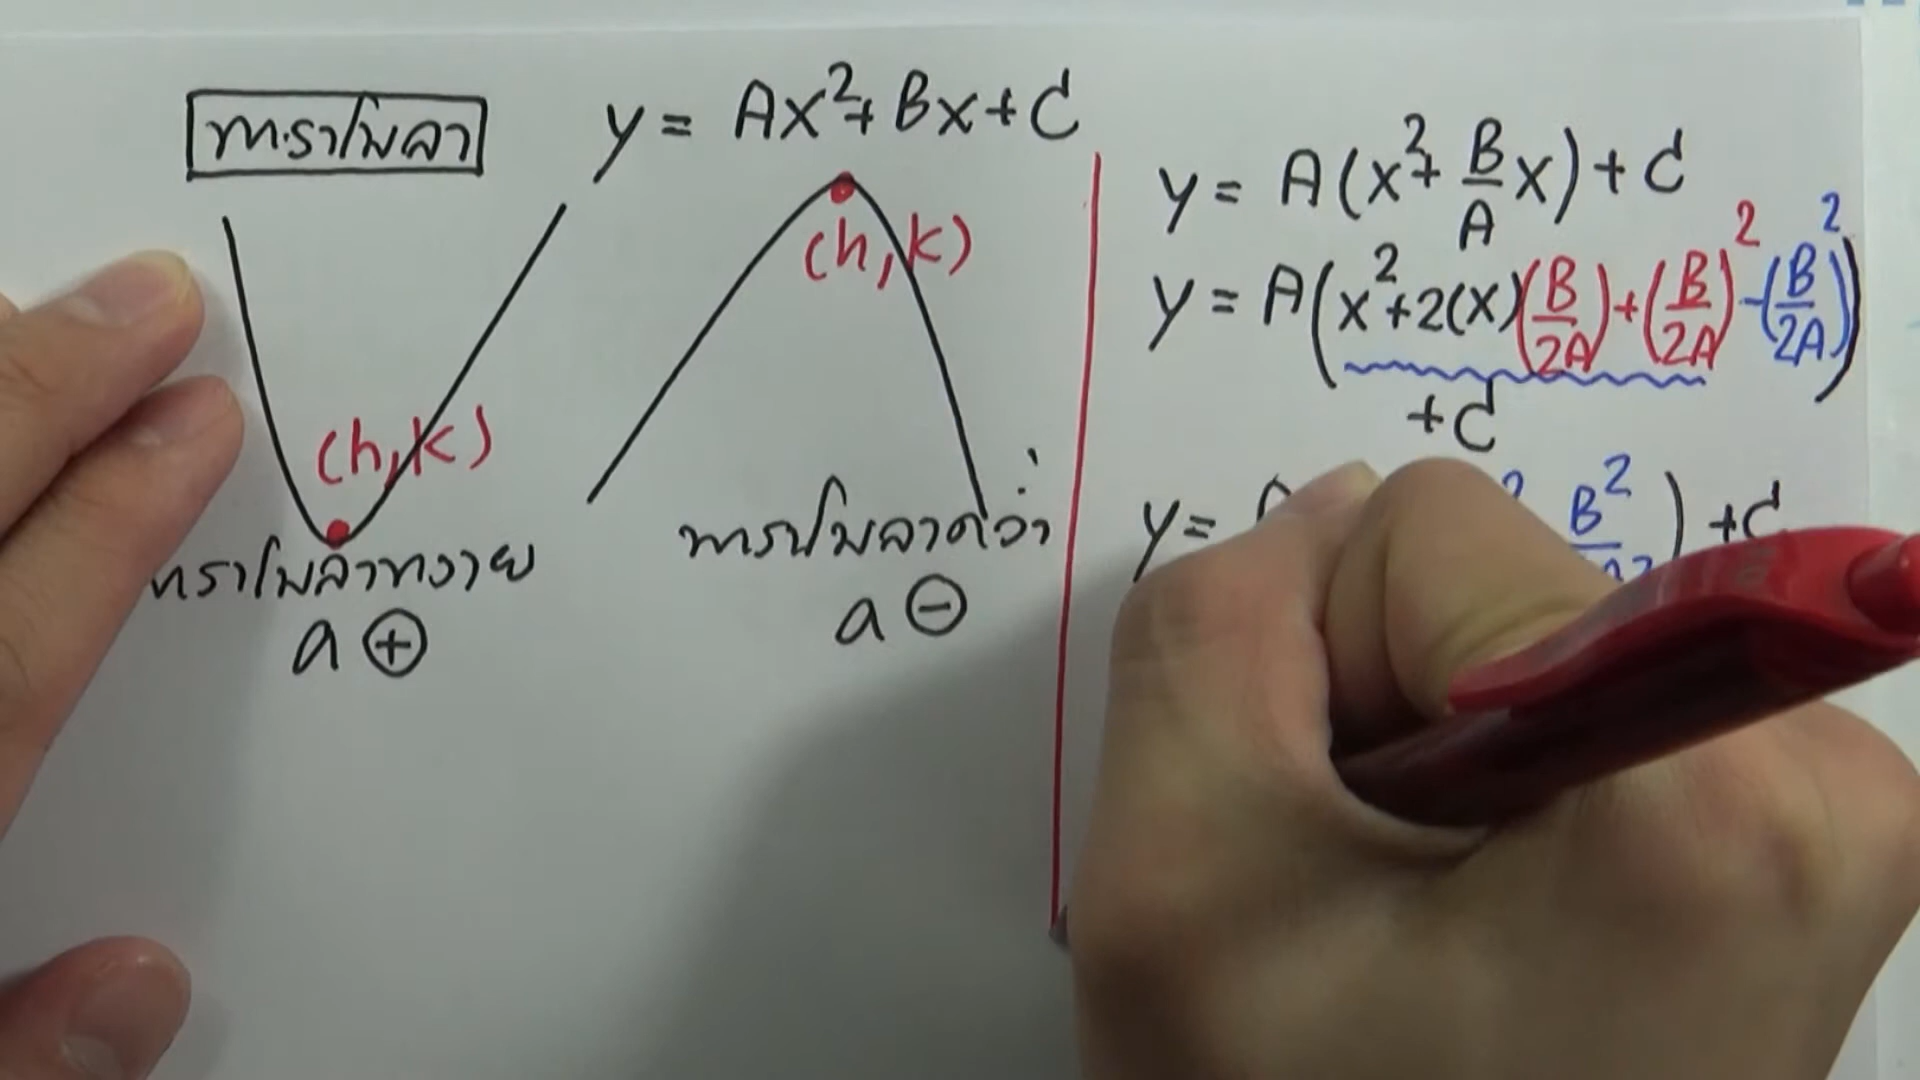 พาราโบลา
y = Ax² + Bx + C
(h, k)
(h, k)
พาราโบลาหงาย
a ⊕
พาราโบลาคว่ำ
a ⊖
y = A(x² + B/A x) + C
y = A(x² + 2(x)(B/2A) + (B/2A)² - (B/2A)²)
+ C
y = B² ) + C